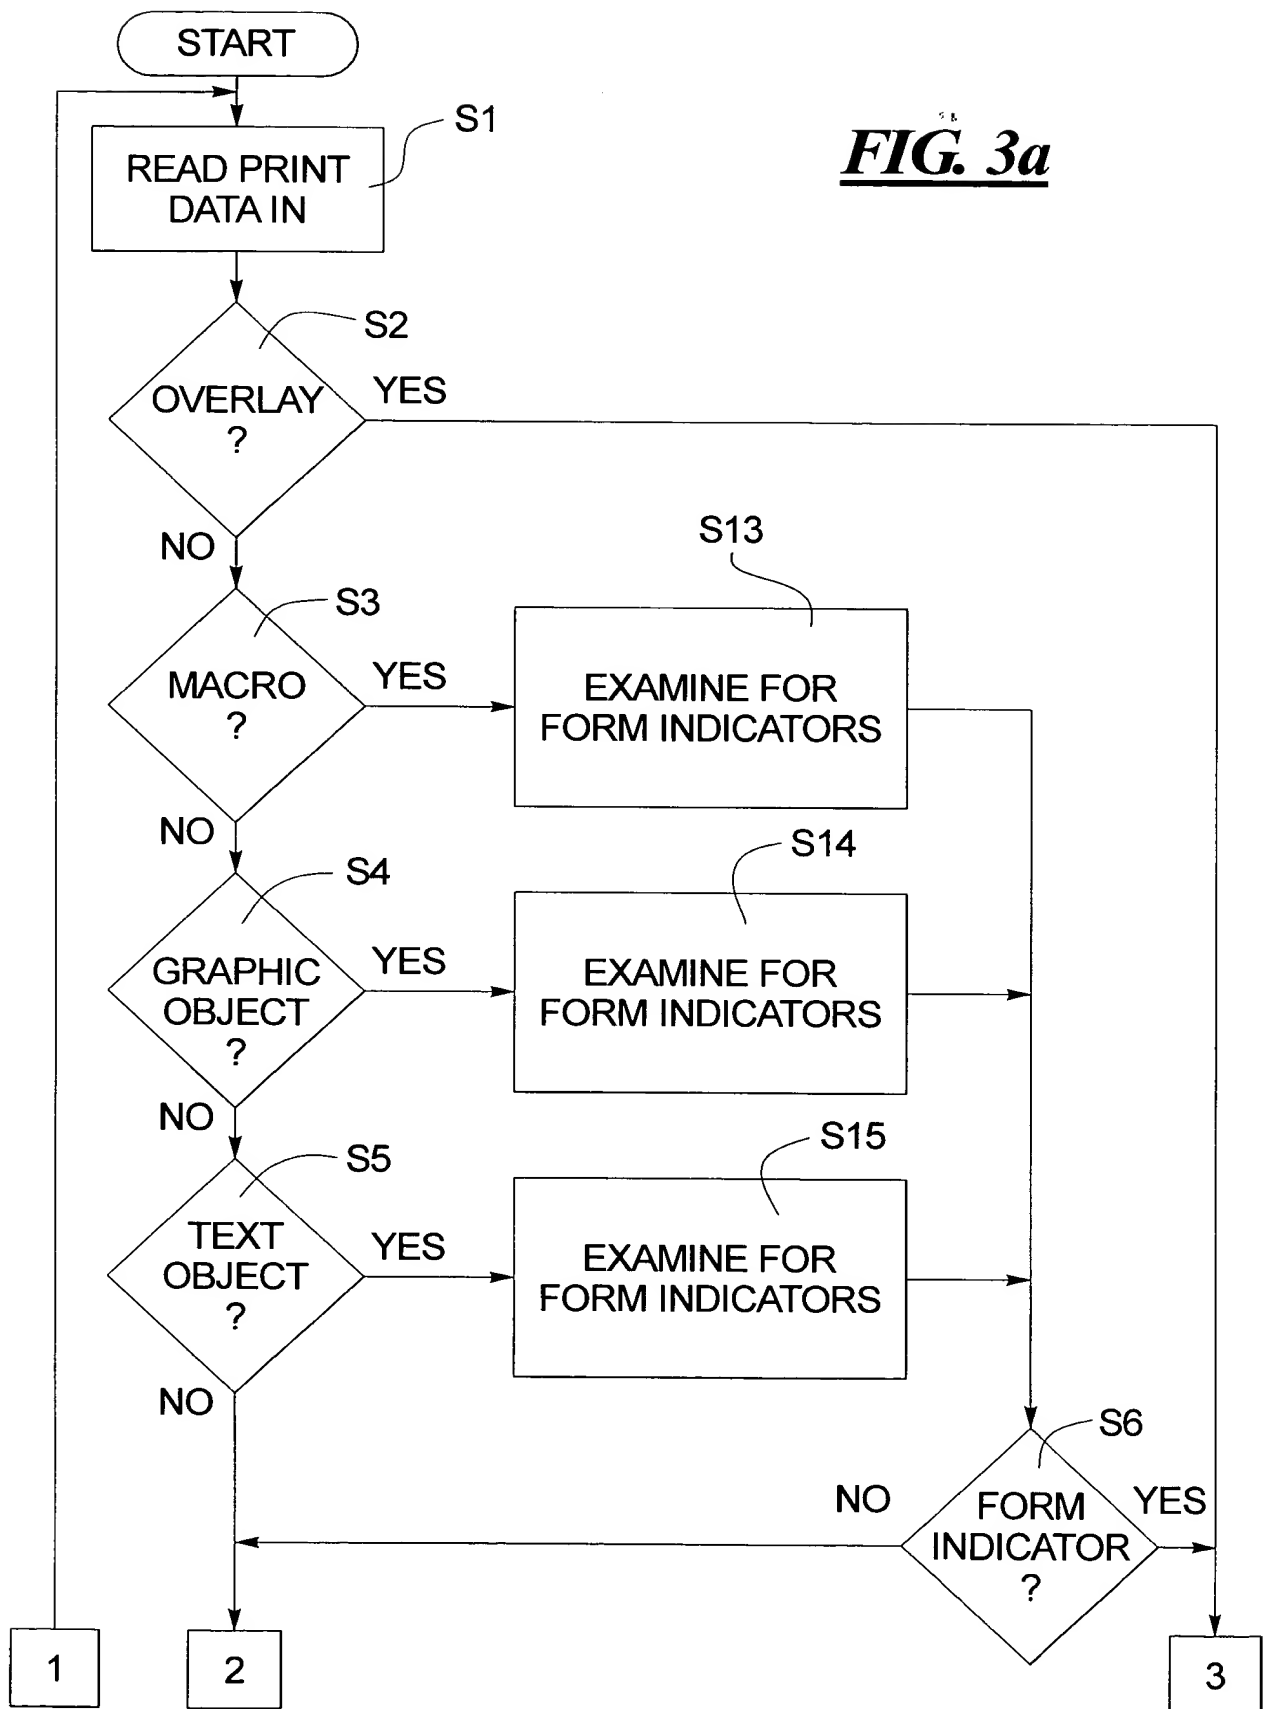 START
S1
FIG. 3a
READ PRINT
DATA IN
S2
OVERLAY
?
YES
NO
S13
S3
MACRO
?
YES
EXAMINE FOR
FORM INDICATORS
NO
S14
S4
GRAPHIC
OBJECT
?
YES
EXAMINE FOR
FORM INDICATORS
NO
S15
S5
TEXT
OBJECT
?
YES
EXAMINE FOR
FORM INDICATORS
NO
S6
NO
FORM
INDICATOR
?
YES
1
2
3